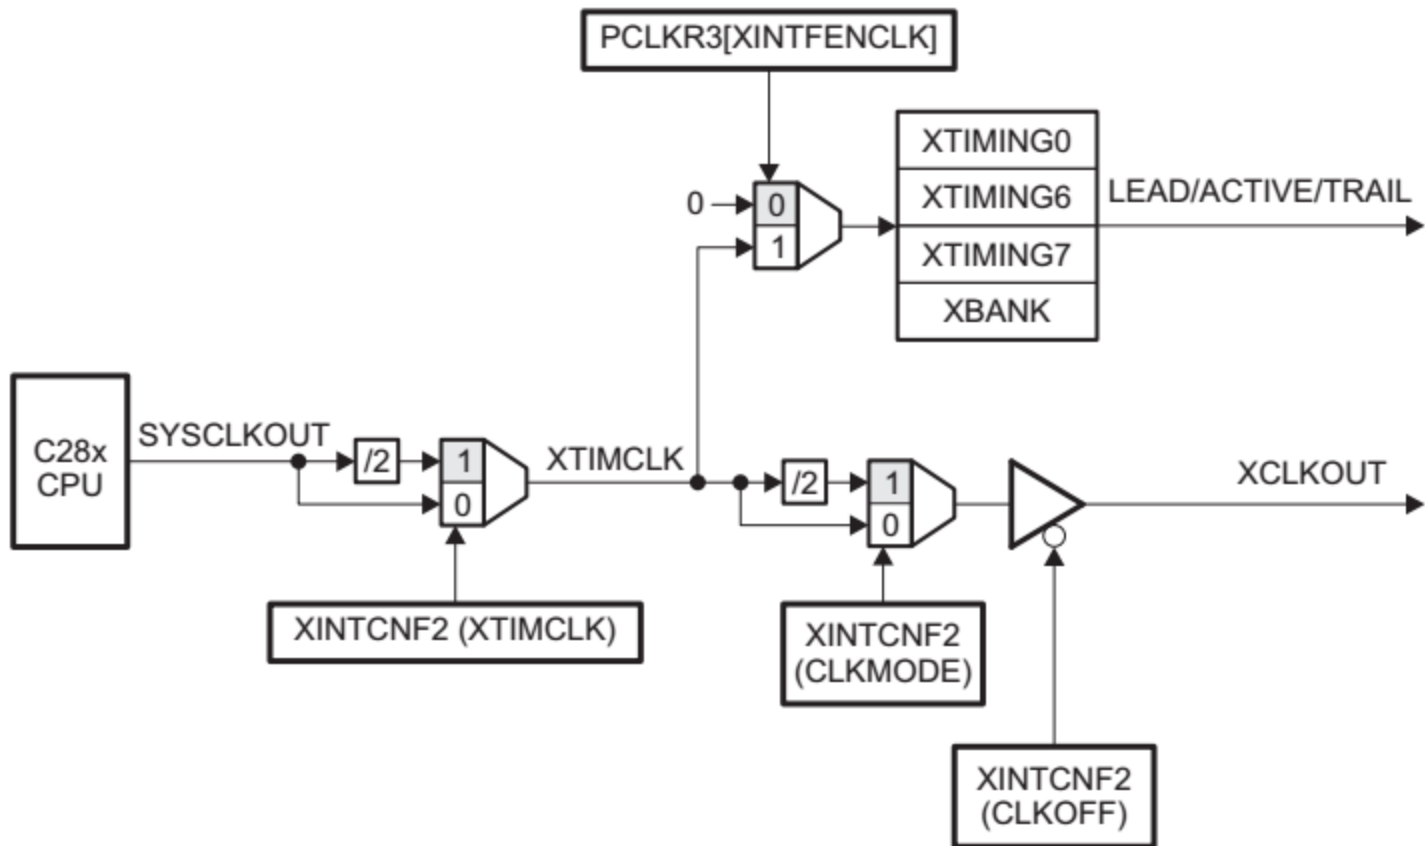 PCLKR3[XINTFENCLK]
XTIMING0
0
0
XTIMING6
LEAD/ACTIVE/TRAIL
1
XTIMING7
XBANK
C28x
CPU
SYSCLKOUT
/2
1
0
XTIMCLK
/2
1
0
XCLKOUT
XINTCNF2 (XTIMCLK)
XINTCNF2
(CLKMODE)
XINTCNF2
(CLKOFF)